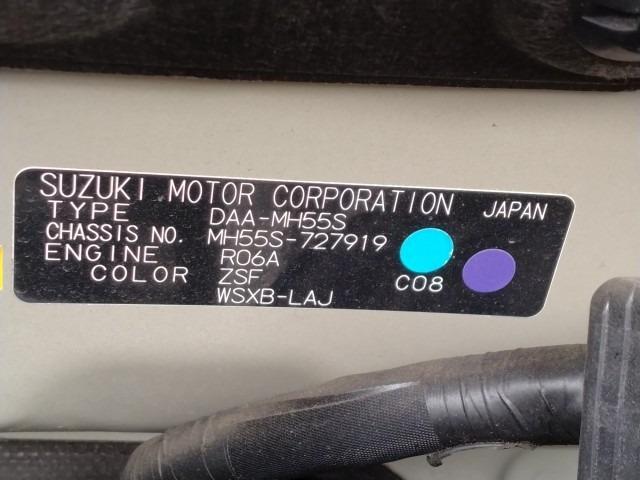 SUZUKI MOTOR CORPORATION JAPAN
TYPE DAA-MH55S
CHASSIS NO. MH55S-727919
ENGINE R06A
COLOR ZSF C08
WSXB-LAJ